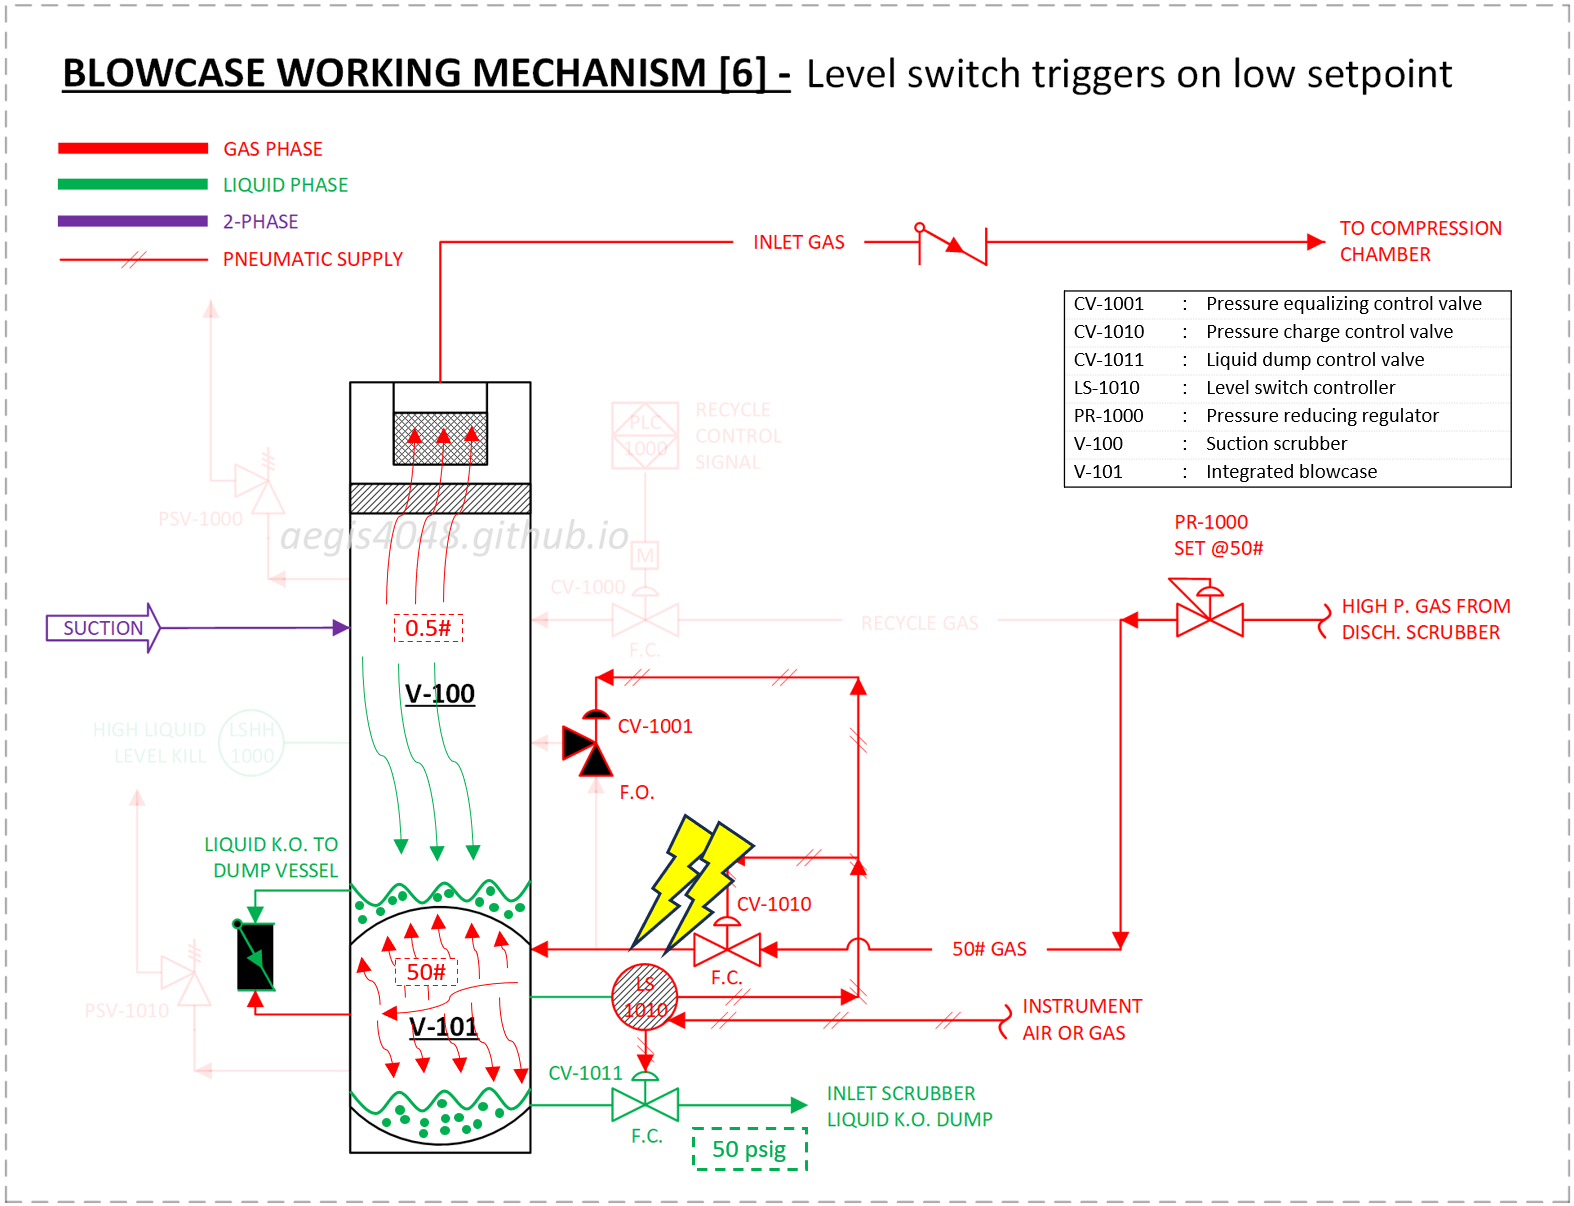 BLOWCASE WORKING MECHANISM [6] - Level switch triggers on low setpoint
GAS PHASE
LIQUID PHASE
2-PHASE
PNEUMATIC SUPPLY
INLET GAS
TO COMPRESSION
CHAMBER
CV-1001 : Pressure equalizing control valve
CV-1010 : Pressure charge control valve
CV-1011 : Liquid dump control valve
LS-1010 : Level switch controller
PR-1000 : Pressure reducing regulator
V-100 : Suction scrubber
V-101 : Integrated blowcase
PLC
1000
RECYCLE
CONTROL
SIGNAL
PSV-1000
aegis4048.github.io
M
CV-1000
F.C.
RECYCLE GAS
PR-1000
SET @50#
HIGH P. GAS FROM
DISCH. SCRUBBER
SUCTION
0.5#
V-100
HIGH LIQUID
LEVEL KILL
LSHH
1000
CV-1001
F.O.
LIQUID K.O. TO
DUMP VESSEL
CV-1010
F.C.
50# GAS
50#
V-101
PSV-1010
LS
1010
INSTRUMENT
AIR OR GAS
CV-1011
F.C.
INLET SCRUBBER
LIQUID K.O. DUMP
50 psig